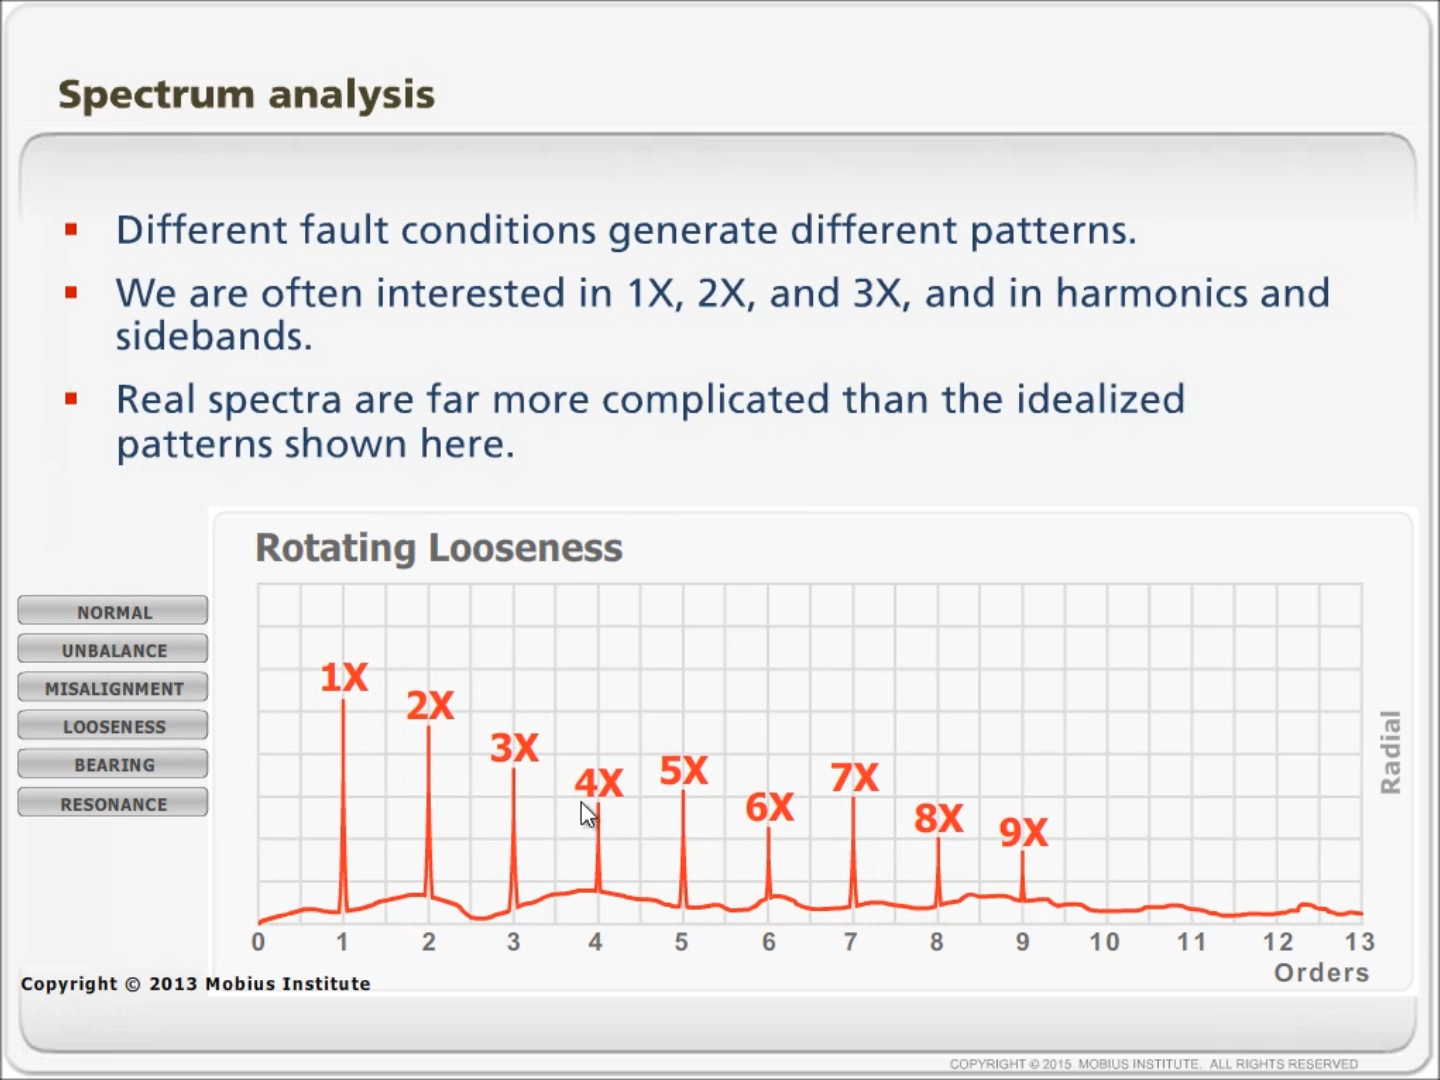 Spectrum analysis
Different fault conditions generate different patterns.
We are often interested in 1X, 2X, and 3X, and in harmonics and
sidebands.
Real spectra are far more complicated than the idealized
patterns shown here.
Rotating Looseness
NORMAL
UNBALANCE
MISALIGNMENT
LOOSENESS
BEARING
RESONANCE
1X
2X
3X
4X
5X
6X
7X
8X
9X
Radial
0 1 2 3 4 5 6 7 8 9 10 11 12 13
Orders
Copyright © 2013 Mobius Institute
COPYRIGHT © 2015 MOBIUS INSTITUTE. ALL RIGHTS RESERVED